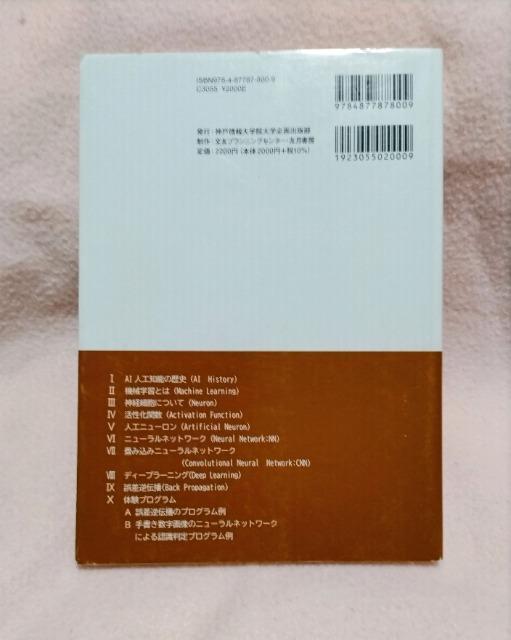 ISBN978-4-87787-800-9
C3055 ¥2000E
9784877878009
発行：神戸情報大学院大学企画出版部
制作：文友プランニングセンター・友月書房
定価：2200円（本体2000円＋税10%）
1923055020009
Ⅰ AI人工知能の歴史（AI History）
Ⅱ 機械学習とは（Machine Learning）
Ⅲ 神経細胞について（Neuron）
Ⅳ 活性化関数（Activation Function）
Ⅴ 人工ニューロン（Artificial Neuron）
Ⅵ ニューラルネットワーク（Neural Network:NN）
Ⅶ 畳み込みニューラルネットワーク
（Convolutional Neural Network:CNN）
Ⅷ ディープラーニング(Deep Learning)
Ⅸ 誤差逆伝播(Back Propagation)
Ⅹ 体験プログラム
A 誤差逆伝播のプログラム例
B 手書き数字画像のニューラルネットワーク
による認識判定プログラム例